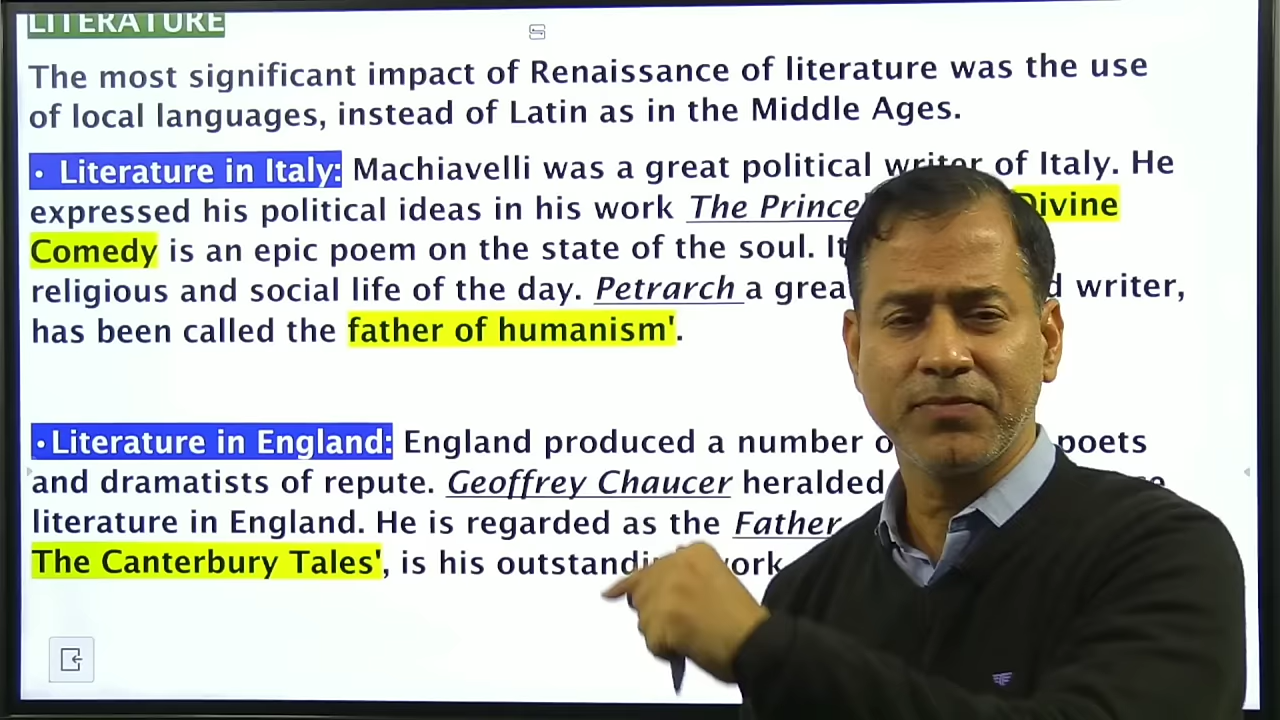 LITERATURE
The most significant impact of Renaissance of literature was the use
of local languages, instead of Latin as in the Middle Ages.
• Literature in Italy: Machiavelli was a great political writer of Italy. He
expressed his political ideas in his work The Prince Divine
Comedy is an epic poem on the state of the soul. It
religious and social life of the day. Petrarch a writer,
has been called the father of humanism'.
• Literature in England: England produced a number poets
and dramatists of repute. Geoffrey Chaucer heralded
literature in England. He is regarded as the Father
The Canterbury Tales', is his outstanding work